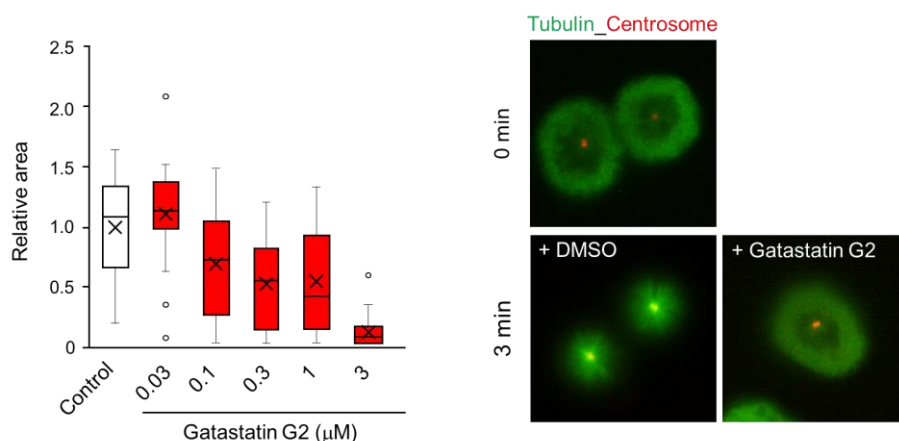 Tubulin_Centrosome
2.5
2.0
1.5
1.0
0.5
0
Relative area
Control
0.03
0.1
0.3
1
3
Gatastatin G2 (μM)
0 min
3 min
+ DMSO
+ Gatastatin G2